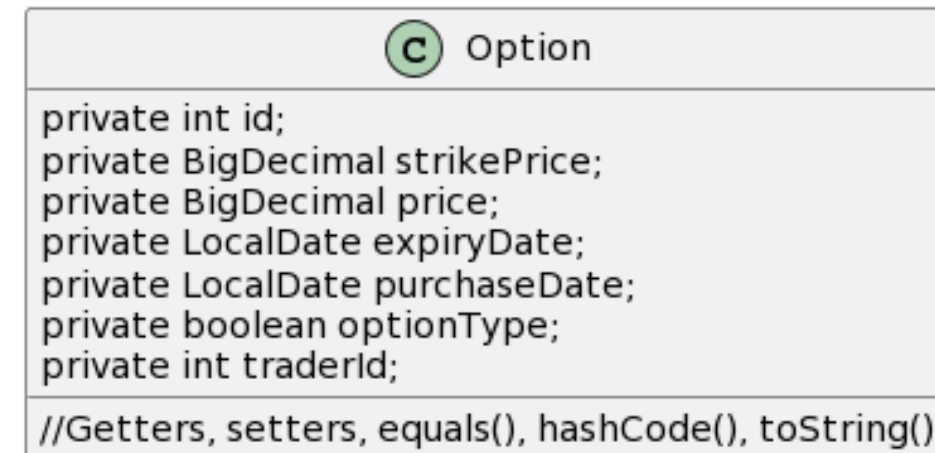 C Option
private int id;
private BigDecimal strikePrice;
private BigDecimal price;
private LocalDate expiryDate;
private LocalDate purchaseDate;
private boolean optionType;
private int traderId;
//Getters, setters, equals(), hashCode(), toString()